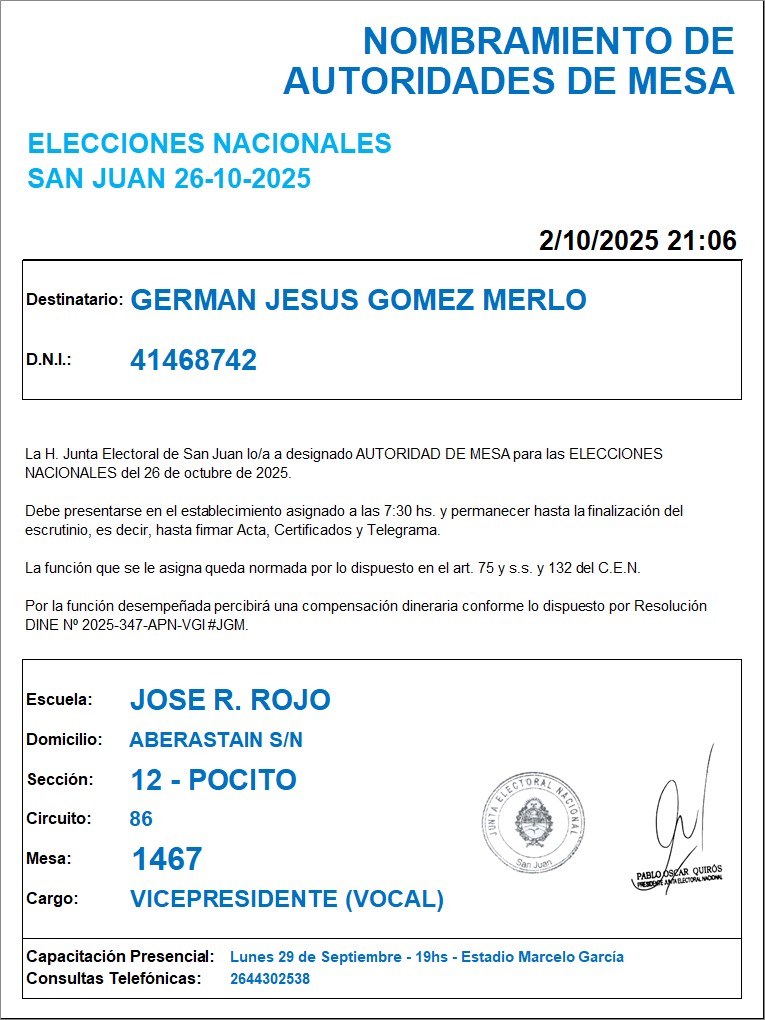 NOMBRAMIENTO DE
AUTORIDADES DE MESA
ELECCIONES NACIONALES
SAN JUAN 26-10-2025
2/10/2025 21:06
Destinatario: GERMAN JESUS GOMEZ MERLO
D.N.I.: 41468742
La H. Junta Electoral de San Juan lo/a a designado AUTORIDAD DE MESA para las ELECCIONES
NACIONALES del 26 de octubre de 2025.
Debe presentarse en el establecimiento asignado a las 7:30 hs. y permanecer hasta la finalización del
escrutinio, es decir, hasta firmar Acta, Certificados y Telegrama.
La función que se le asigna queda normada por lo dispuesto en el art. 75 y s.s. y 132 del C.E.N.
Por la función desempeñada percibirá una compensación dineraria conforme lo dispuesto por Resolución
DINE Nº 2025-347-APN-VGI#JGM.
Escuela: JOSE R. ROJO
Domicilio: ABERASTAIN S/N
Sección: 12 - POCITO
Circuito: 86
Mesa: 1467
Cargo: VICEPRESIDENTE (VOCAL)
JUNTA ELECTORAL NACIONAL
San Juan
PABLO OSCAR QUIRÓS
PRESIDENTE JUNTA ELECTORAL NACIONAL
Capacitación Presencial: Lunes 29 de Septiembre - 19hs - Estadio Marcelo García
Consultas Telefónicas: 2644302538